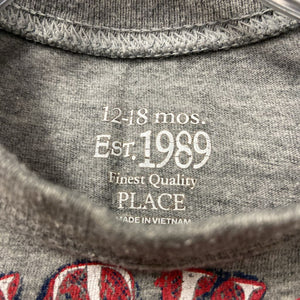 12-18 mos.
EST. 1989
Finest Quality
PLACE
MADE IN VIETNAM